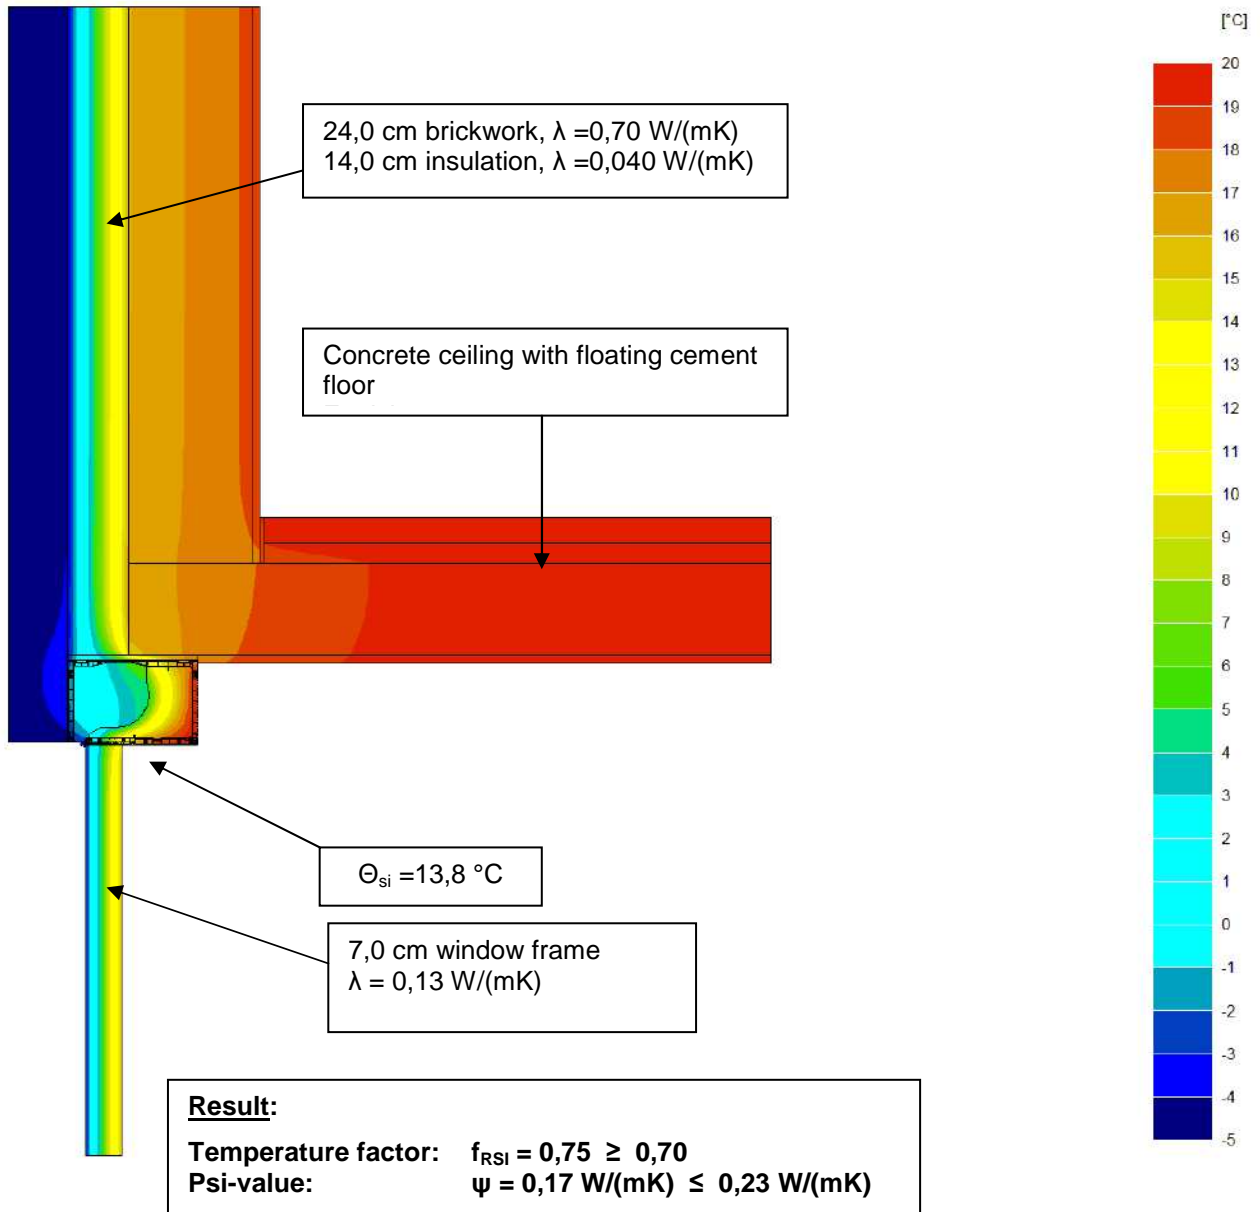 [°C]
24,0 cm brickwork, λ =0,70 W/(mK)
14,0 cm insulation, λ =0,040 W/(mK)
Concrete ceiling with floating cement
floor
Θsi =13,8 °C
7,0 cm window frame
λ = 0,13 W/(mK)
Result:
Temperature factor: fRSI = 0,75 ≥ 0,70
Psi-value: ψ = 0,17 W/(mK) ≤ 0,23 W/(mK)
20
19
18
17
16
15
14
13
12
11
10
9
8
7
6
5
4
3
2
1
0
-1
-2
-3
-4
-5